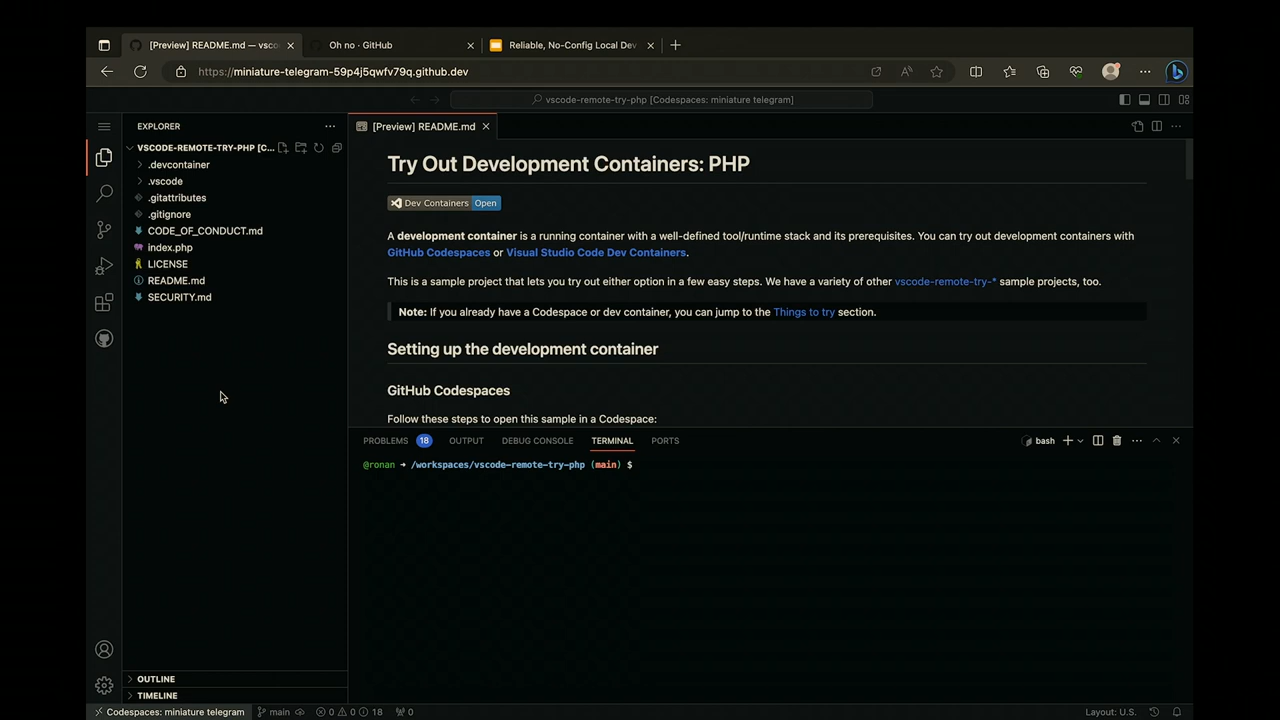 [Preview] README.md — vsco
Oh no · GitHub
Reliable, No-Config Local Dev
https://miniature-telegram-59p4j5qwfv79q.github.dev
vscode-remote-try-php [Codespaces: miniature telegram]
EXPLORER
VSCODE-REMOTE-TRY-PHP [C...
.devcontainer
.vscode
.gitattributes
.gitignore
CODE_OF_CONDUCT.md
index.php
LICENSE
README.md
SECURITY.md
OUTLINE
TIMELINE
[Preview] README.md
Try Out Development Containers: PHP
Dev Containers Open
A development container is a running container with a well-defined tool/runtime stack and its prerequisites. You can try out development containers with
GitHub Codespaces or Visual Studio Code Dev Containers.
This is a sample project that lets you try out either option in a few easy steps. We have a variety of other vscode-remote-try-* sample projects, too.
Note: If you already have a Codespace or dev container, you can jump to the Things to try section.
Setting up the development container
GitHub Codespaces
Follow these steps to open this sample in a Codespace:
PROBLEMS 18 OUTPUT DEBUG CONSOLE TERMINAL PORTS
bash
@ronan ➜ /workspaces/vscode-remote-try-php (main) $
Codespaces: miniature telegram main 0 0 18 0
Layout: U.S.